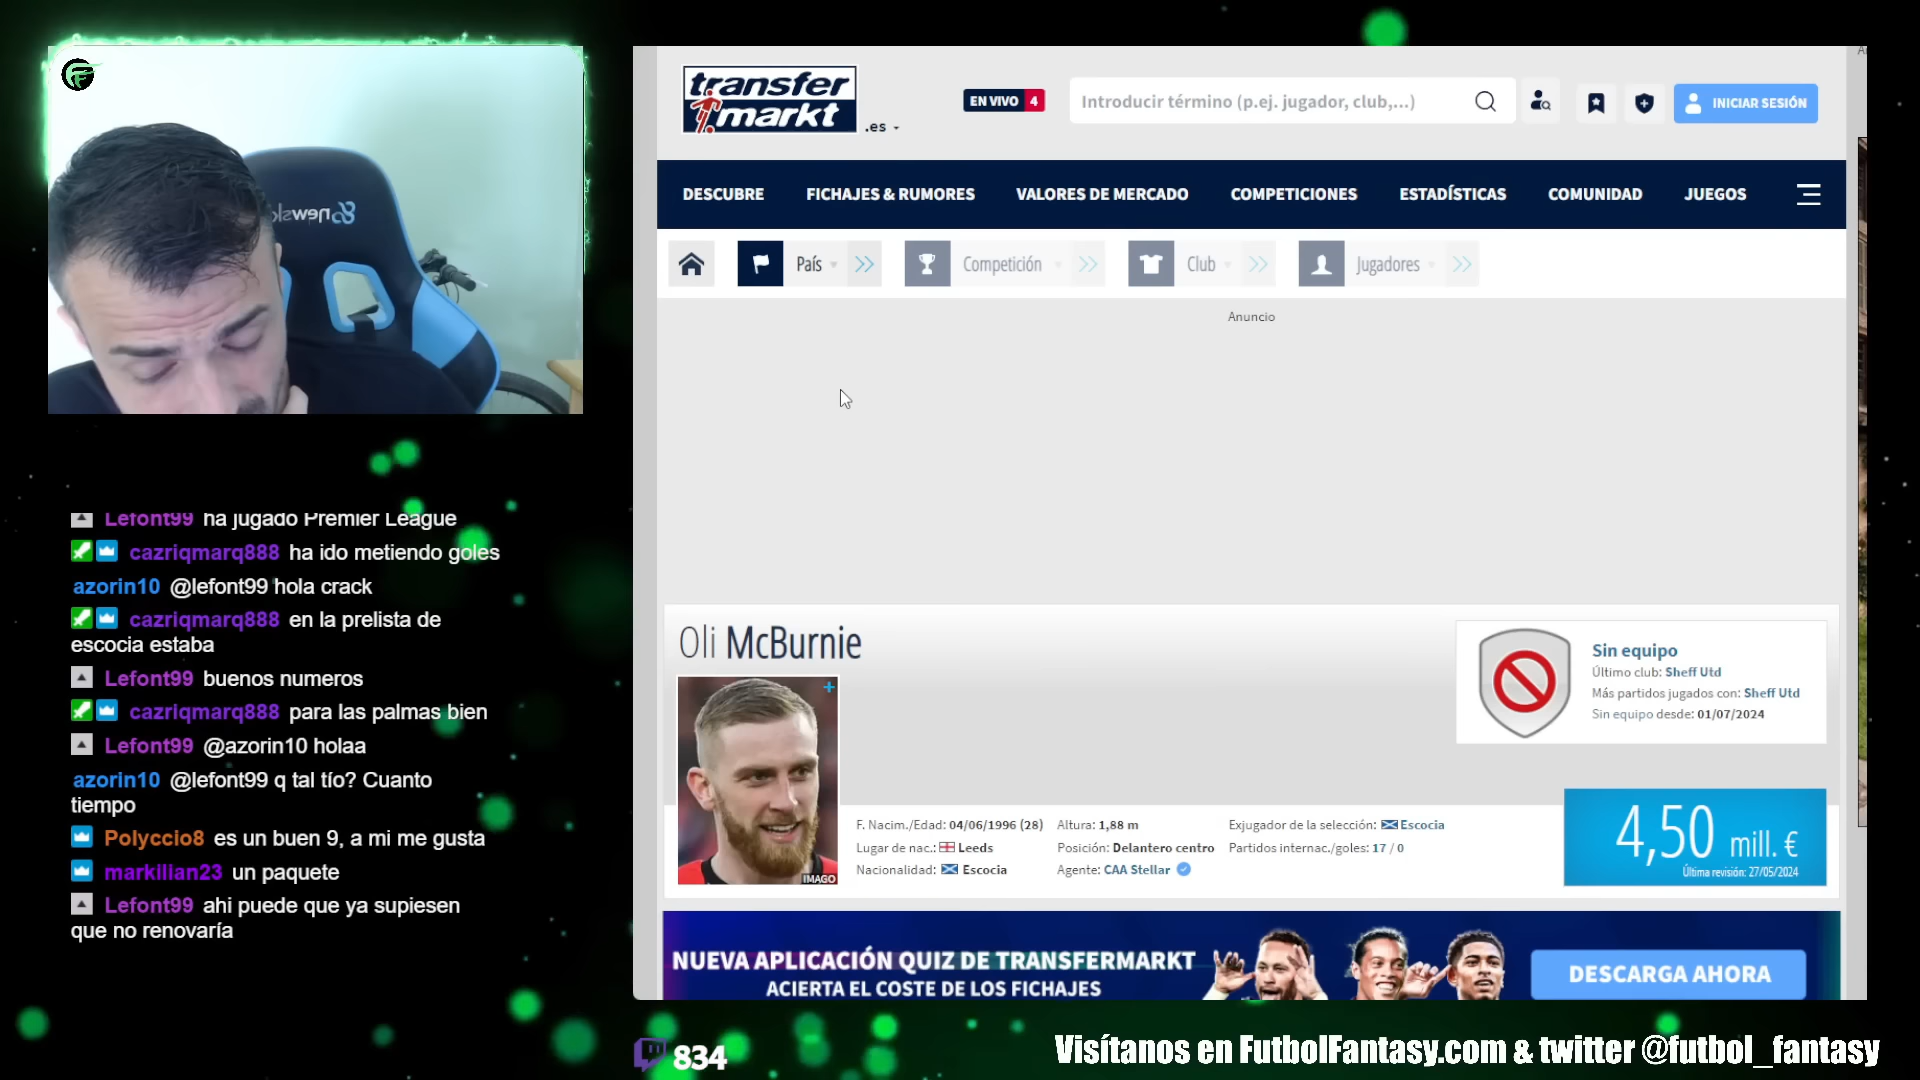 newskill
Lefont99 ha jugado Premier League
cazriqmarq888 ha ido metiendo goles
azorin10 @lefont99 hola crack
cazriqmarq888 en la prelista de
escocia estaba
Lefont99 buenos numeros
cazriqmarq888 para las palmas bien
Lefont99 @azorin10 holaa
azorin10 @lefont99 q tal tío? Cuanto
tiempo
Polyccio8 es un buen 9, a mi me gusta
markilian23 un paquete
Lefont99 ahi puede que ya supiesen
que no renovaría
transfer
markt
.es
EN VIVO 4
Introducir término (p.ej. jugador, club,...)
INICIAR SESIÓN
DESCUBRE FICHAJES & RUMORES VALORES DE MERCADO COMPETICIONES ESTADÍSTICAS COMUNIDAD JUEGOS
País Competición Club Jugadores
Anuncio
Oli McBurnie
Sin equipo
Último club: Sheff Utd
Más partidos jugados con: Sheff Utd
Sin equipo desde: 01/07/2024
IMAGO
F. Nacim./Edad: 04/06/1996 (28) Altura: 1,88 m Exjugador de la selección: Escocia
Lugar de nac.: Leeds Posición: Delantero centro Partidos internac./goles: 17 / 0
Nacionalidad: Escocia Agente: CAA Stellar
4,50 mill. €
Última revisión: 27/05/2024
NUEVA APLICACIÓN QUIZ DE TRANSFERMARKT
ACIERTA EL COSTE DE LOS FICHAJES
DESCARGA AHORA
834
Visítanos en FutbolFantasy.com & twitter @futbol_fantasy